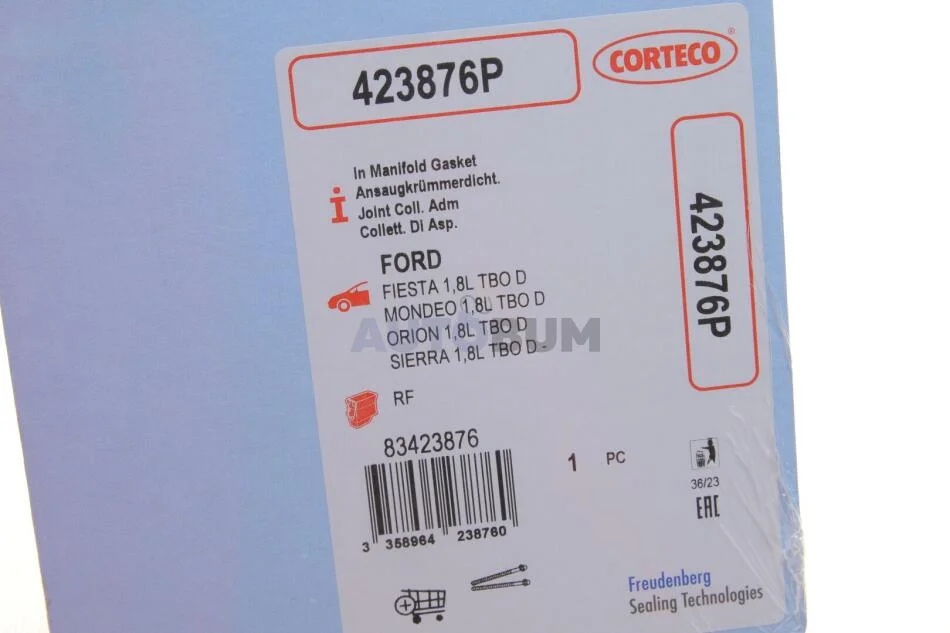 423876P
CORTECO®
In Manifold Gasket
Ansaugkrümmerdicht.
Joint Coll. Adm
Collett. Di Asp.
i
FORD
FIESTA 1,8L TBO D
MONDEO 1,8L TBO D
ORION 1,8L TBO D
SIERRA 1,8L TBO D -
AUTOBUM
423876P
RF
83423876
3 358964 238760
1 PC
36/23
EAC
Freudenberg
Sealing Technologies